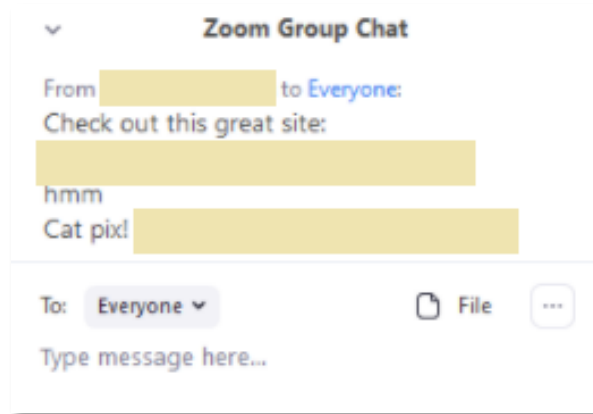 Zoom Group Chat
From to Everyone:
Check out this great site:
hmm
Cat pix!
To: Everyone File
Type message here...